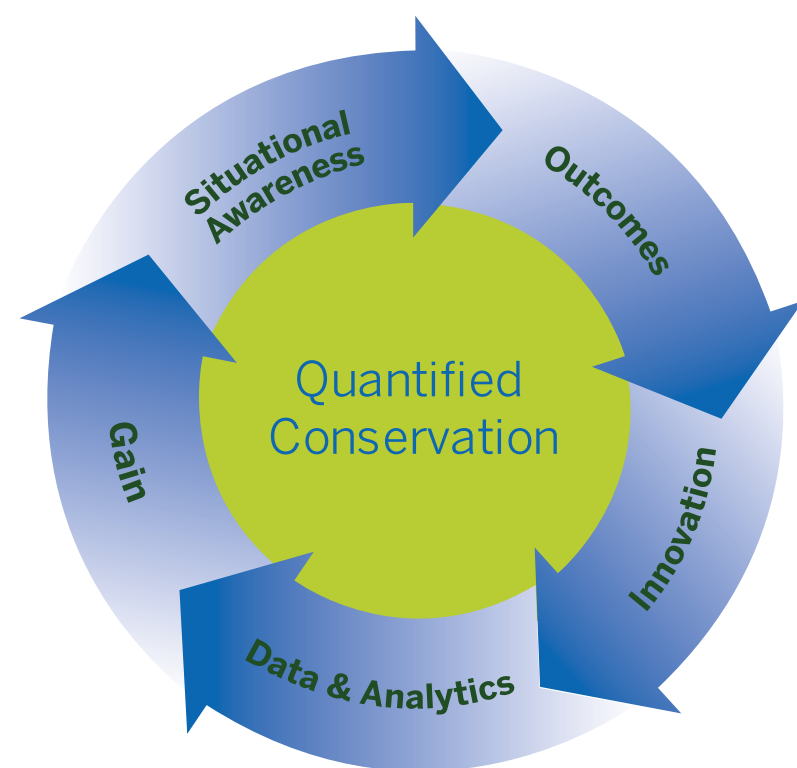 Situational
Awareness
Outcomes
Innovation
Data & Analytics
Gain
Quantified
Conservation